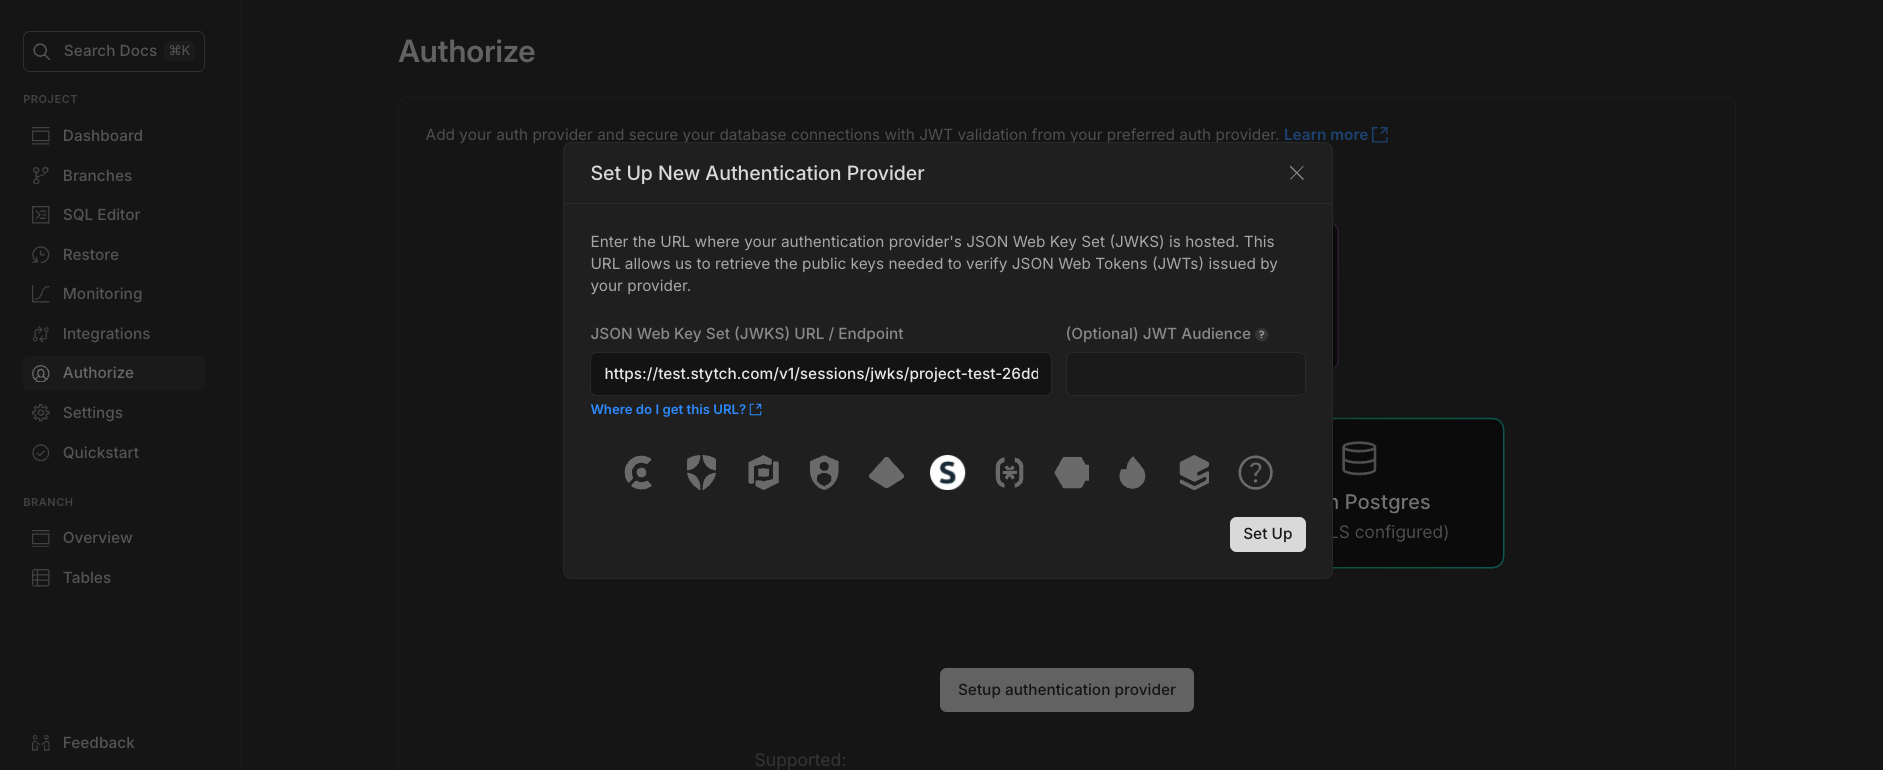 Search Docs ⌘K
PROJECT
Dashboard
Branches
SQL Editor
Restore
Monitoring
Integrations
Authorize
Settings
Quickstart
BRANCH
Overview
Tables
Feedback
Authorize
Add your auth provider and secure your database connections with JWT validation from your preferred auth provider. Learn more
Set Up New Authentication Provider
Enter the URL where your authentication provider's JSON Web Key Set (JWKS) is hosted. This
URL allows us to retrieve the public keys needed to verify JSON Web Tokens (JWTs) issued by
your provider.
JSON Web Key Set (JWKS) URL / Endpoint
(Optional) JWT Audience ?
https://test.stytch.com/v1/sessions/jwks/project-test-26dd
Where do I get this URL?
S
?
Set Up
Postgres
configured)
Setup authentication provider
Supported: